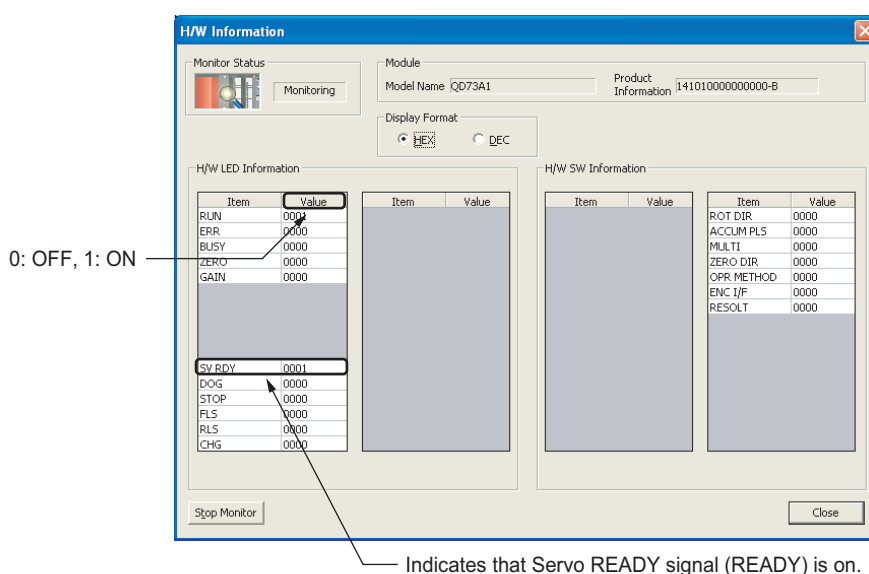 H/W Information
Monitor Status
Monitoring
Module
Model Name QD73A1
Product Information 141010000000000-B
Display Format
HEX DEC
H/W LED Information
H/W SW Information
Item Value Item Value Item Value Item Value
RUN 0001 ROT DIR 0000
ERR 0000 ACCUM PLS 0000
BUSY 0000 MULTI 0000
ZERO 0000 ZERO DIR 0000
GAIN 0000 OPR METHOD 0000
ENC I/F 0000
RESOLT 0000
0: OFF, 1: ON
SV RDY 0001
DOG 0000
STOP 0000
FLS 0000
RLS 0000
CHG 0000
Stop Monitor Close
Indicates that Servo READY signal (READY) is on.